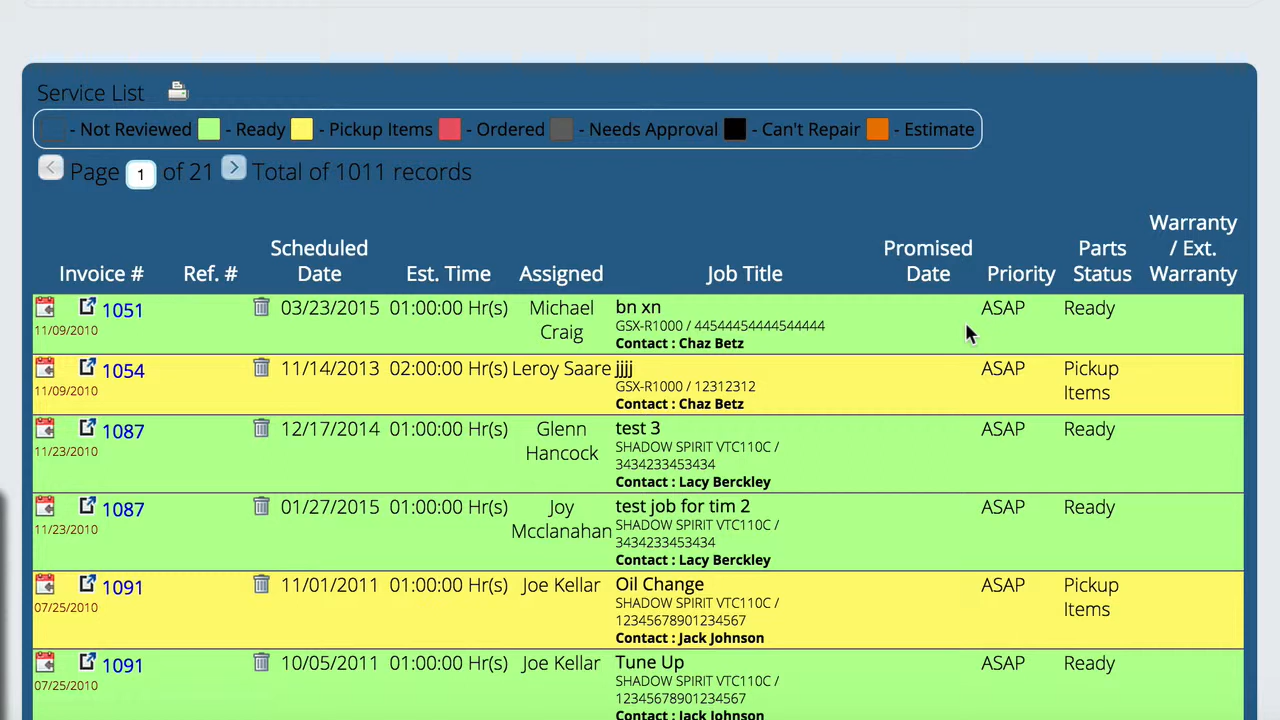 Service List
- Not Reviewed - Ready - Pickup Items - Ordered - Needs Approval - Can't Repair - Estimate
Page 1 of 21 Total of 1011 records
Invoice # Ref. # Scheduled Date Est. Time Assigned Job Title Promised Date Priority Parts Status Warranty / Ext. Warranty
1051 03/23/2015 01:00:00 Hr(s) Michael Craig bn xn ASAP Ready
11/09/2010 GSX-R1000 / 44544454444544444
Contact : Chaz Betz
1054 11/14/2013 02:00:00 Hr(s) Leroy Saare jjjj ASAP Pickup Items
11/09/2010 GSX-R1000 / 12312312
Contact : Chaz Betz
1087 12/17/2014 01:00:00 Hr(s) Glenn Hancock test 3 ASAP Ready
11/23/2010 SHADOW SPIRIT VTC110C /
3434233453434
Contact : Lacy Berckley
1087 01/27/2015 01:00:00 Hr(s) Joy Mcclanahan test job for tim 2 ASAP Ready
11/23/2010 SHADOW SPIRIT VTC110C /
3434233453434
Contact : Lacy Berckley
1091 11/01/2011 01:00:00 Hr(s) Joe Kellar Oil Change ASAP Pickup Items
07/25/2010 SHADOW SPIRIT VTC110C /
12345678901234567
Contact : Jack Johnson
1091 10/05/2011 01:00:00 Hr(s) Joe Kellar Tune Up ASAP Ready
07/25/2010 SHADOW SPIRIT VTC110C /
12345678901234567
Contact : Jack Johnson